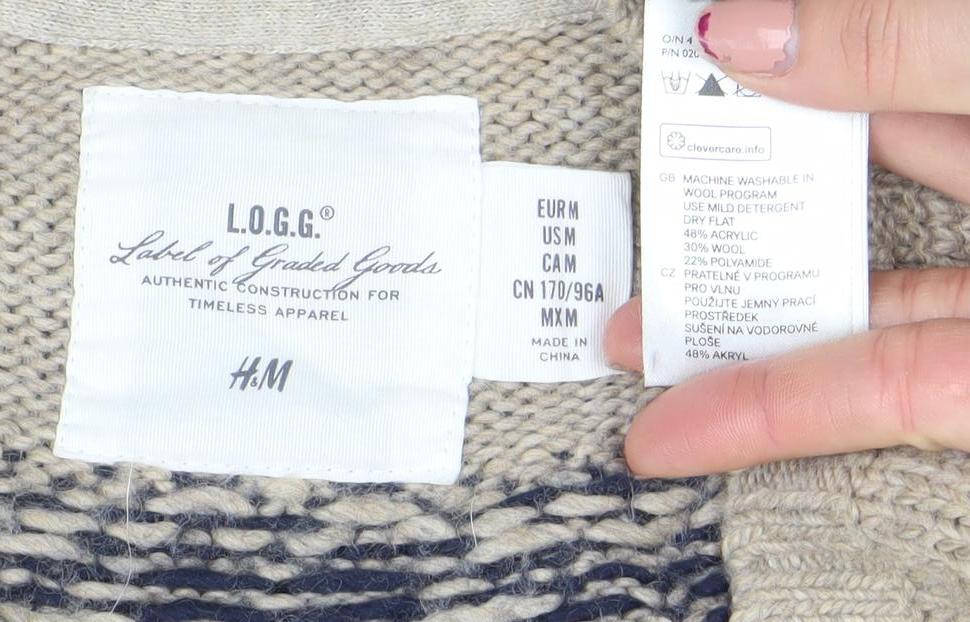 L.O.G.G.®
Label of Graded Goods
AUTHENTIC CONSTRUCTION FOR
TIMELESS APPAREL
H&M
EUR M
US M
CA M
CN 170/96A
MX M
MADE IN
CHINA
O/N 4
P/N 020
clevercare.info
GB MACHINE WASHABLE IN
WOOL PROGRAM
USE MILD DETERGENT
DRY FLAT
48% ACRYLIC
30% WOOL
22% POLYAMIDE
CZ PRATELNÉ V PROGRAMU
PRO VLNU
POUŽIJTE JEMNÝ PRACÍ
PROSTŘEDEK
SUŠENÍ NA VODOROVNÉ
PLOŠE
48% AKRYL